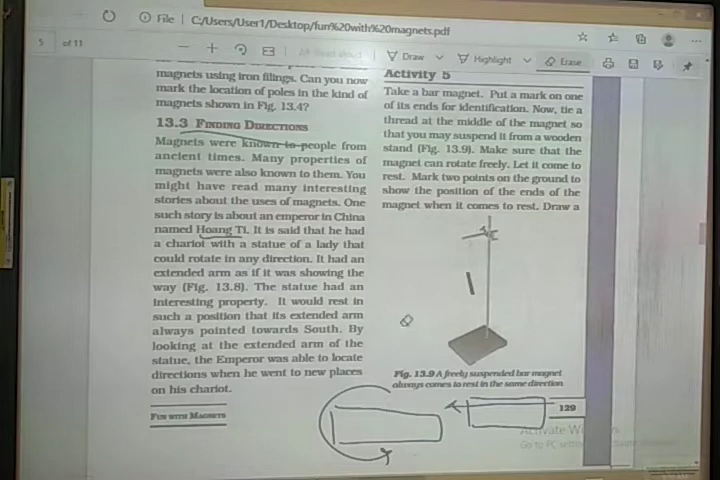 File | C:/Users/User1/Desktop/fun%20with%20magnets.pdf
5 of 11
Draw
Highlight
Erase
magnets using iron filings. Can you now
mark the location of poles in the kind of
magnets shown in Fig. 13.4?
13.3 FINDING DIRECTIONS
Magnets were known to people from
ancient times. Many properties of
magnets were also known to them. You
might have read many interesting
stories about the uses of magnets. One
such story is about an emperor in China
named Hoang Ti. It is said that he had
a chariot with a statue of a lady that
could rotate in any direction. It had an
extended arm as if it was showing the
way (Fig. 13.8). The statue had an
interesting property. It would rest in
such a position that its extended arm
always pointed towards South. By
looking at the extended arm of the
statue, the Emperor was able to locate
directions when he went to new places
on his chariot.
FUN WITH MAGNETS
Activity 5
Take a bar magnet. Put a mark on one
of its ends for identification. Now, tie a
thread at the middle of the magnet so
that you may suspend it from a wooden
stand (Fig. 13.9). Make sure that the
magnet can rotate freely. Let it come to
rest. Mark two points on the ground to
show the position of the ends of the
magnet when it comes to rest. Draw a
Fig. 13.9 A freely suspended bar magnet
always comes to rest in the same direction
129
Activate
Go to PC